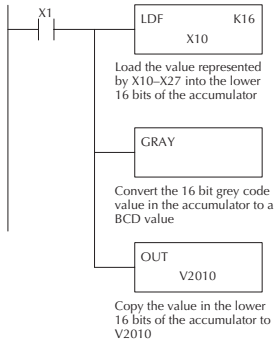 X1
LDF K16
X10
Load the value represented
by X10–X27 into the lower
16 bits of the accumulator
GRAY
Convert the 16 bit grey code
value in the accumulator to a
BCD value
OUT
V2010
Copy the value in the lower
16 bits of the accumulator to
V2010